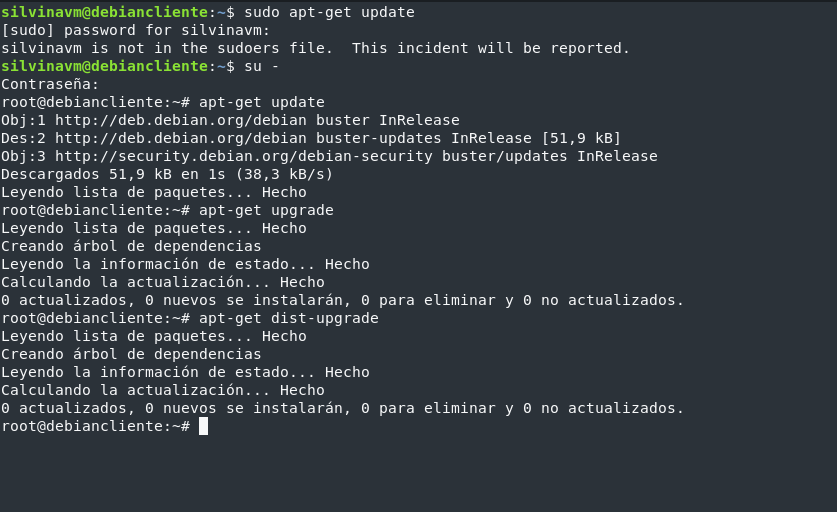 silvinavm@debiancliente:~$ sudo apt-get update
[sudo] password for silvinavm:
silvinavm is not in the sudoers file.  This incident will be reported.
silvinavm@debiancliente:~$ su -
Contraseña:
root@debiancliente:~# apt-get update
Obj:1 http://deb.debian.org/debian buster InRelease
Des:2 http://deb.debian.org/debian buster-updates InRelease [51,9 kB]
Obj:3 http://security.debian.org/debian-security buster/updates InRelease
Descargados 51,9 kB en 1s (38,3 kB/s)
Leyendo lista de paquetes... Hecho
root@debiancliente:~# apt-get upgrade
Leyendo lista de paquetes... Hecho
Creando árbol de dependencias
Leyendo la información de estado... Hecho
Calculando la actualización... Hecho
0 actualizados, 0 nuevos se instalarán, 0 para eliminar y 0 no actualizados.
root@debiancliente:~# apt-get dist-upgrade
Leyendo lista de paquetes... Hecho
Creando árbol de dependencias
Leyendo la información de estado... Hecho
Calculando la actualización... Hecho
0 actualizados, 0 nuevos se instalarán, 0 para eliminar y 0 no actualizados.
root@debiancliente:~#